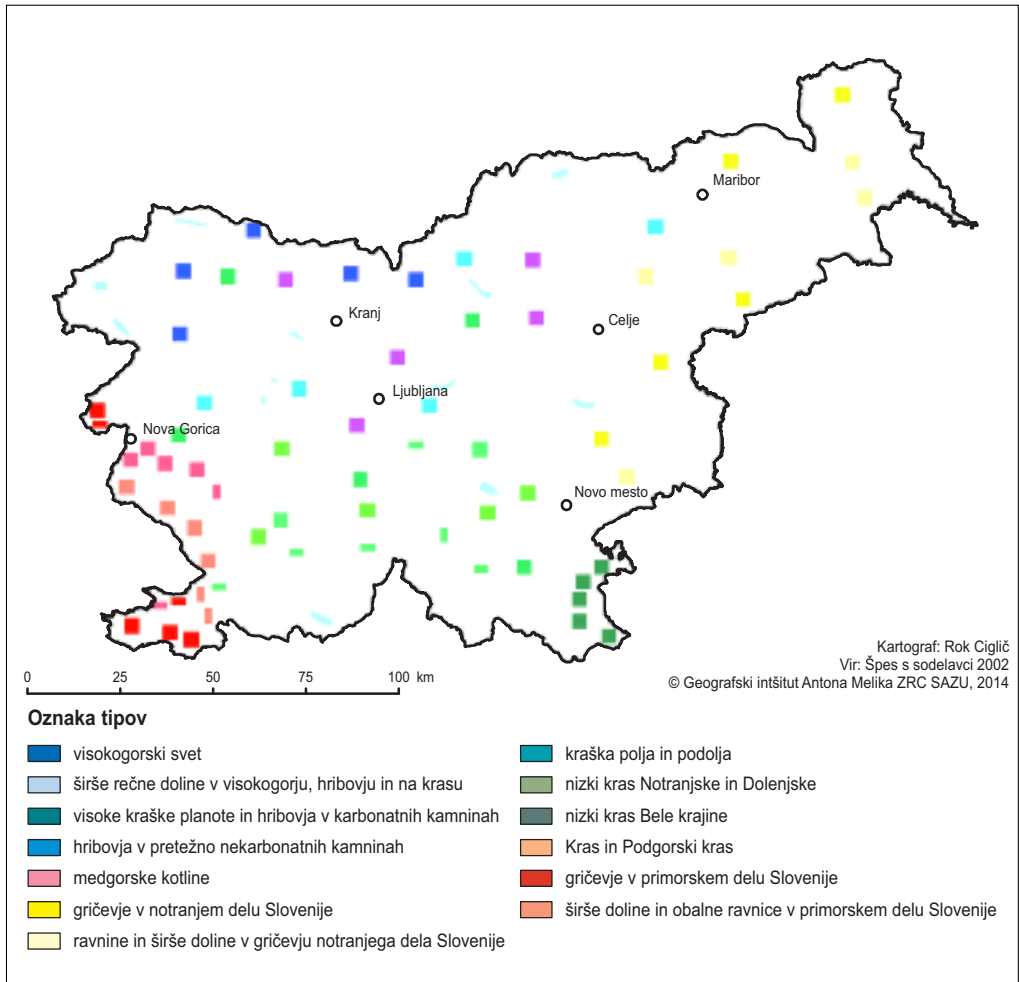 Maribor
Kranj
Celje
Ljubljana
Nova Gorica
Novo mesto
Kartograf: Rok Ciglič
Vir: Špes s sodelavci 2002
© Geografski intšitut Antona Melika ZRC SAZU, 2014
0 25 50 75 100 km
Oznaka tipov
visokogorski svet
širše rečne doline v visokogorju, hribovju in na krasu
visoke kraške planote in hribovja v karbonatnih kamninah
hribovja v pretežno nekarbonatnih kamninah
medgorske kotline
gričevje v notranjem delu Slovenije
ravnine in širše doline v gričevju notranjega dela Slovenije
kraška polja in podolja
nizki kras Notranjske in Dolenjske
nizki kras Bele krajine
Kras in Podgorski kras
gričevje v primorskem delu Slovenije
širše doline in obalne ravnice v primorskem delu Slovenije